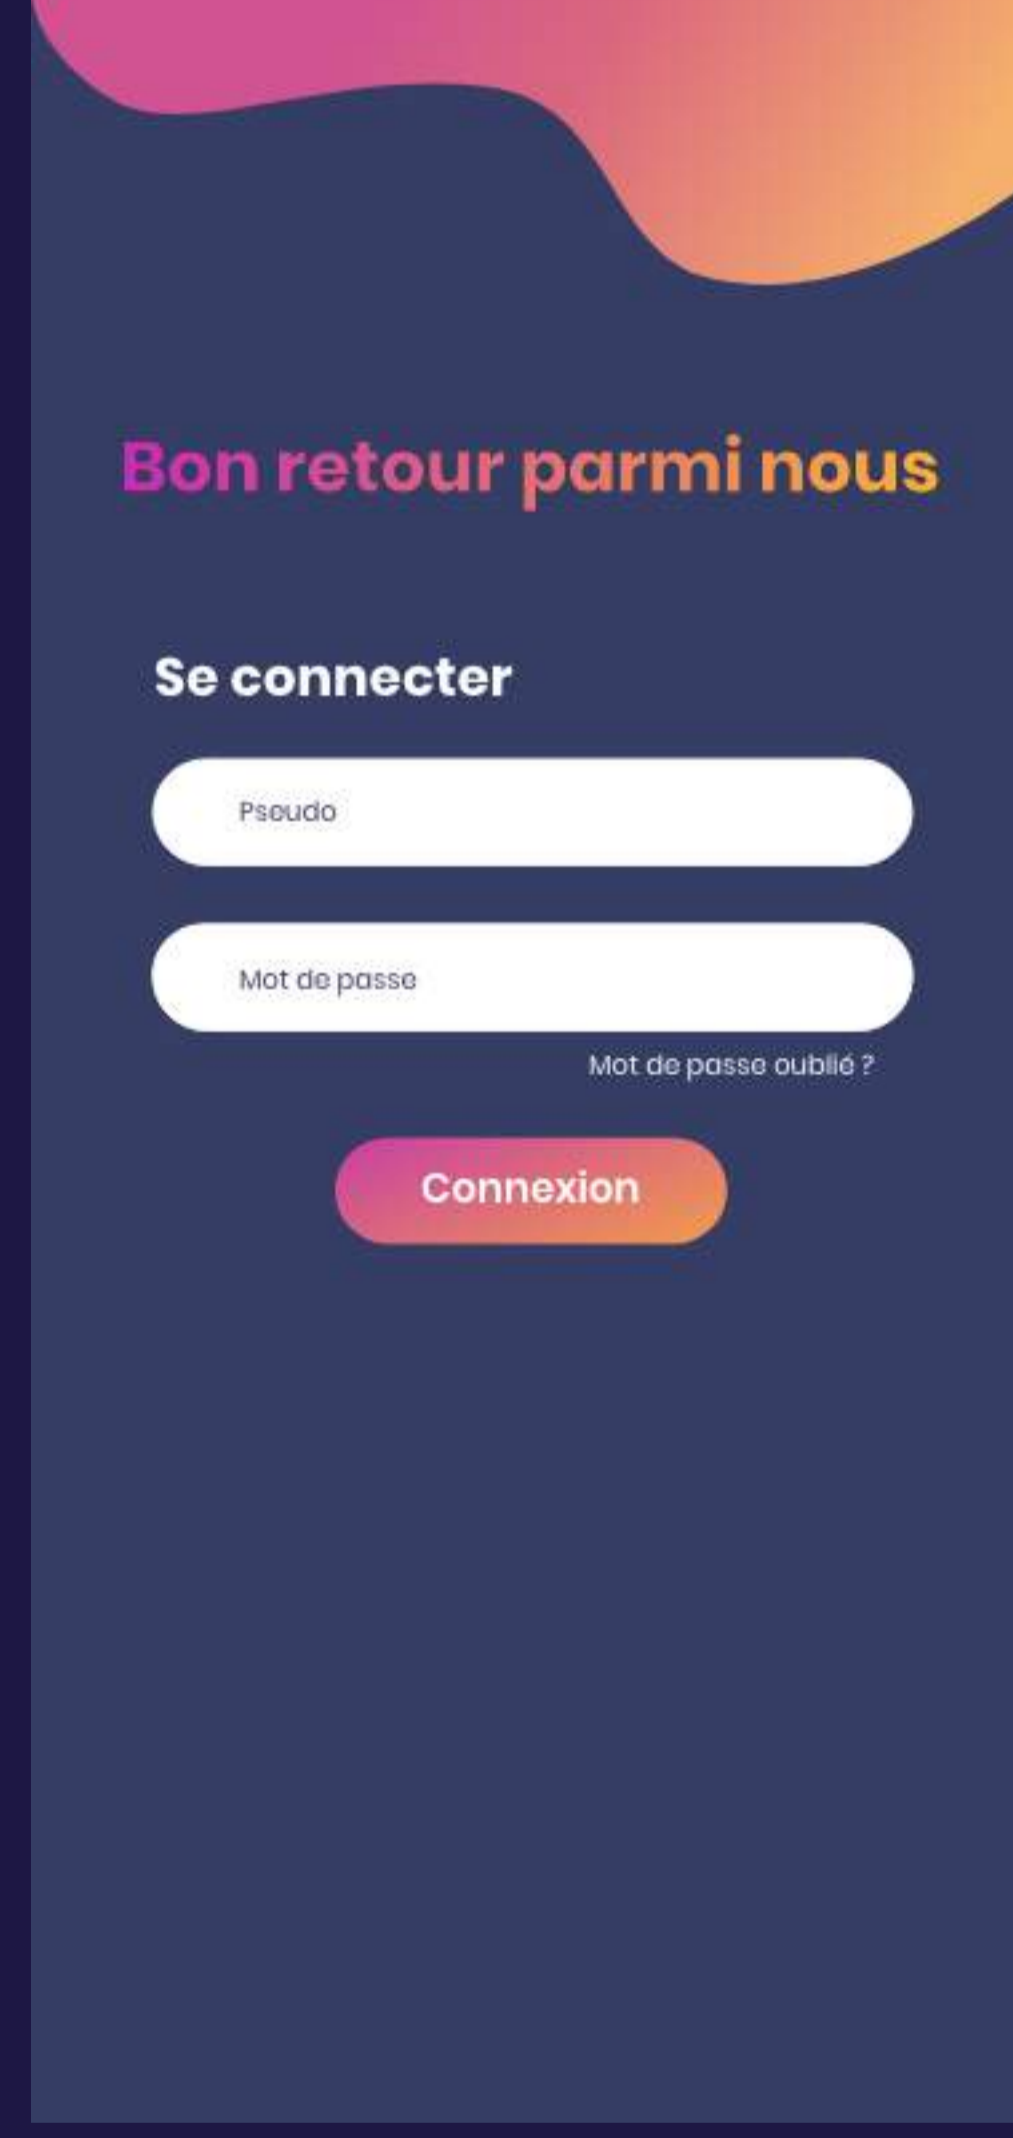 Bon retour parmi nous
Se connecter
Pseudo
Mot de passe
Mot de passe oublié ?
Connexion